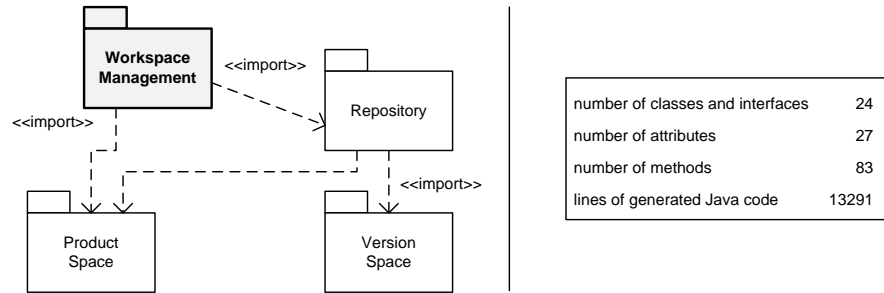 Workspace
Management
<<import>>
<<import>>
Repository
<<import>>
Product
Space
Version
Space
number of classes and interfaces 24
number of attributes 27
number of methods 83
lines of generated Java code 13291